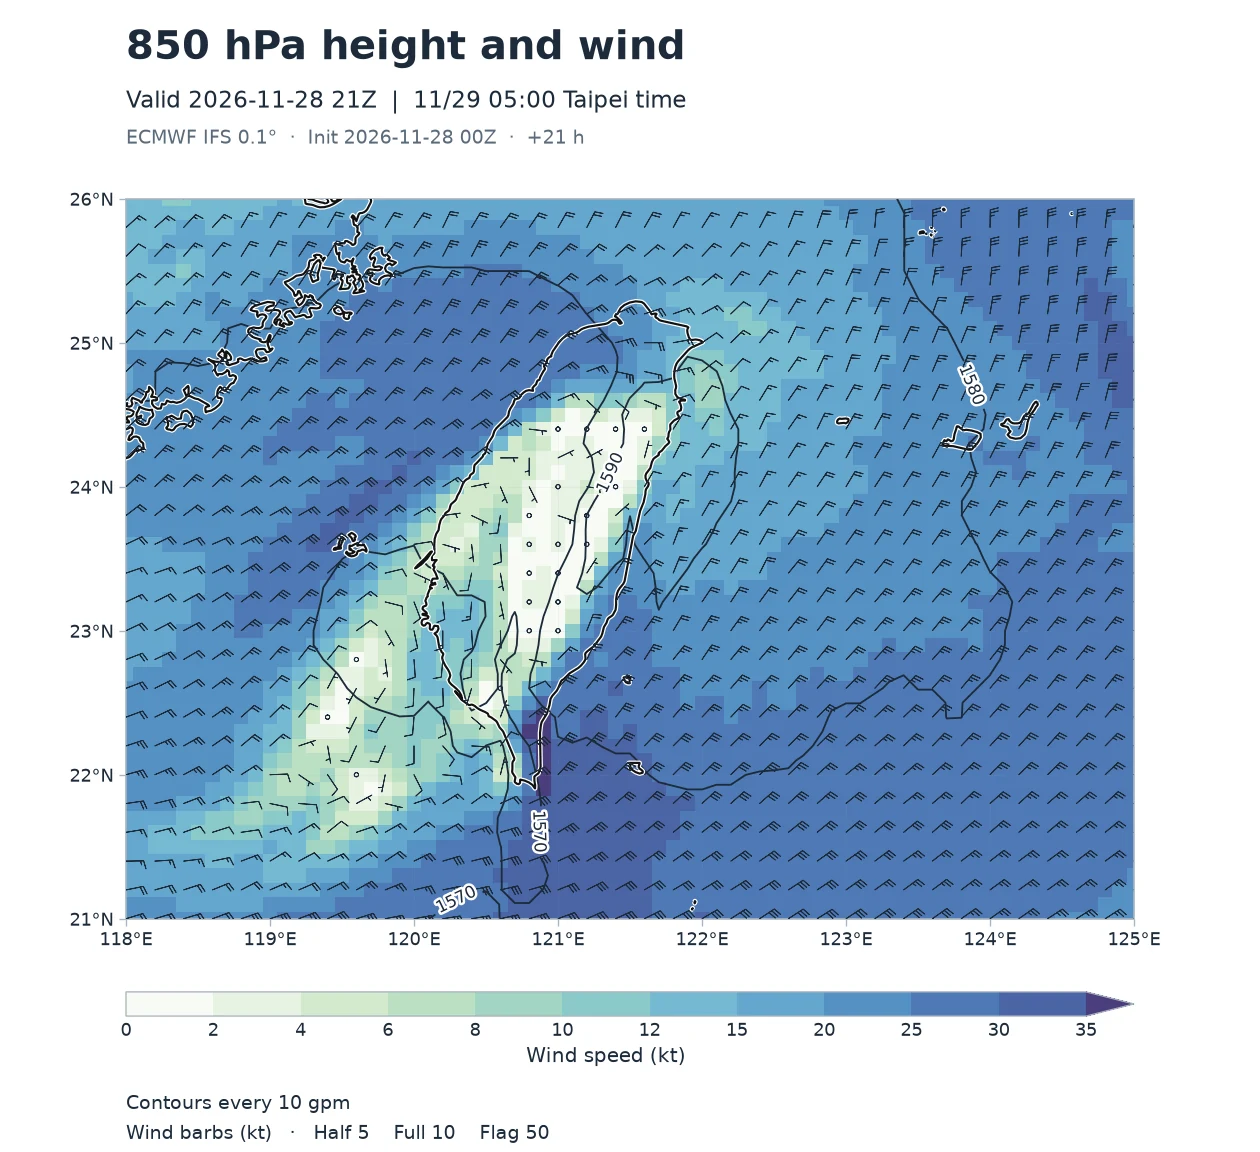 850 hPa height and wind
Valid 2026-11-28 21Z | 11/29 05:00 Taipei time
ECMWF IFS 0.1° · Init 2026-11-28 00Z · +21 h
26°N
25°N
24°N
23°N
22°N
21°N
1580
1590
1570
1570
118°E 119°E 120°E 121°E 122°E 123°E 124°E 125°E
0 2 4 6 8 10 12 15 20 25 30 35
Wind speed (kt)
Contours every 10 gpm
Wind barbs (kt) · Half 5 Full 10 Flag 50